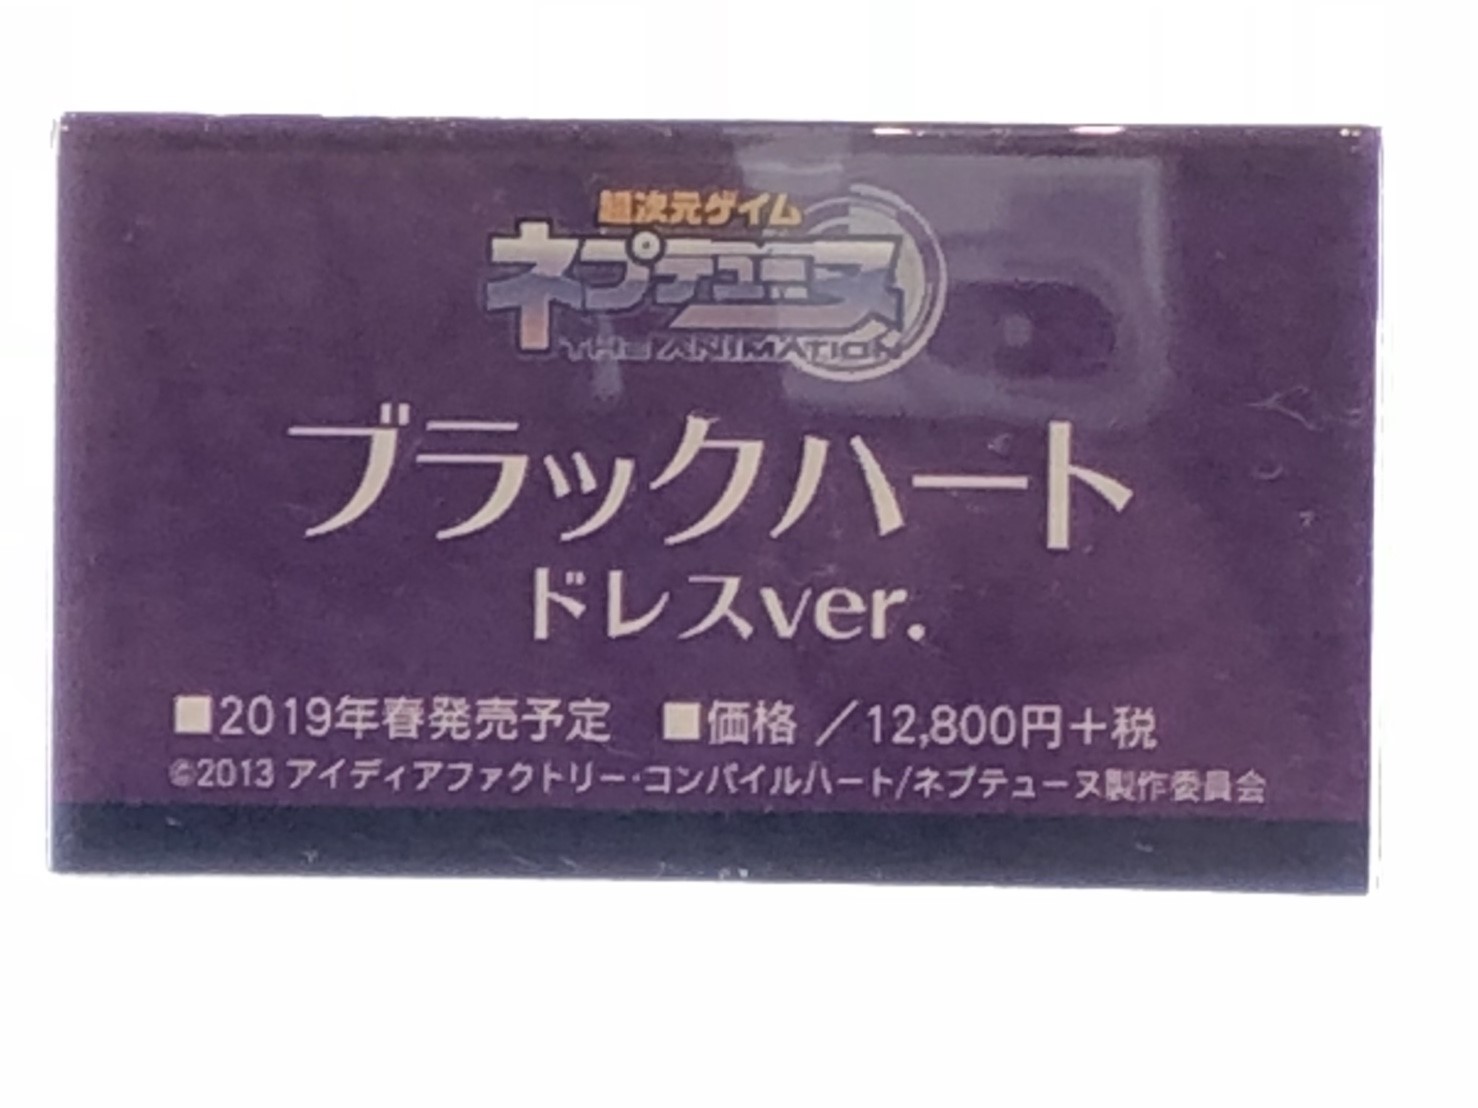 超次元ゲイム
ネプテューヌ
THE ANIMATION
ブラックハート
ドレスver.
■2019年春発売予定 ■価格 ／12,800円＋税
©2013 アイディアファクトリー・コンパイルハート/ネプテューヌ製作委員会